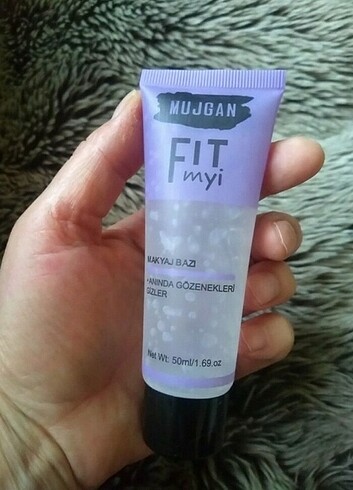 MUJGAN
FIT
myi
MAKYAJ BAZI
•ANINDA GÖZENEKLERİ
GİZLER
Net Wt: 50ml/1.69.oz